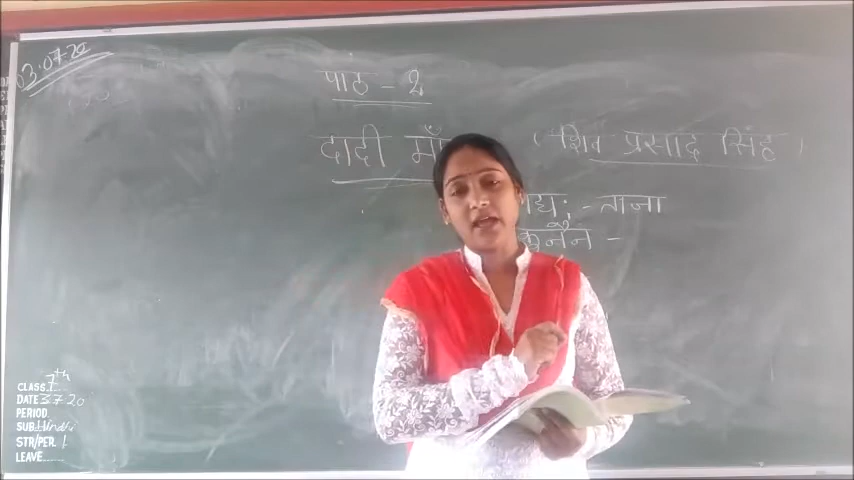 03.07.20
पाठ - 2
दादी माँ
(शिव प्रसाद सिंह)
द्यः - ताजा
कुनैन -
CLASS 7th
DATE 3-7-20
PERIOD
SUB Hindi
STR/PER. 1
LEAVE